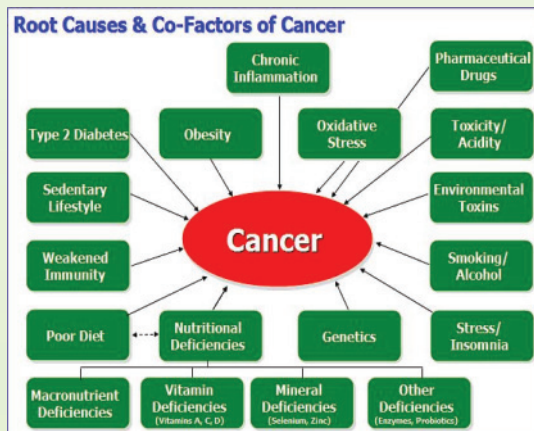 Root Causes & Co-Factors of Cancer
Chronic
Inflammation
Pharmaceutical
Drugs
Type 2 Diabetes
Obesity
Oxidative
Stress
Toxicity/
Acidity
Sedentary
Lifestyle
Environmental
Toxins
Cancer
Weakened
Immunity
Smoking/
Alcohol
Poor Diet
Nutritional
Deficiencies
Genetics
Stress/
Insomnia
Macronutrient
Deficiencies
Vitamin
Deficiencies
(Vitamins A, C, D)
Mineral
Deficiencies
(Selenium, Zinc)
Other
Deficiencies
(Enzymes, Probiotics)